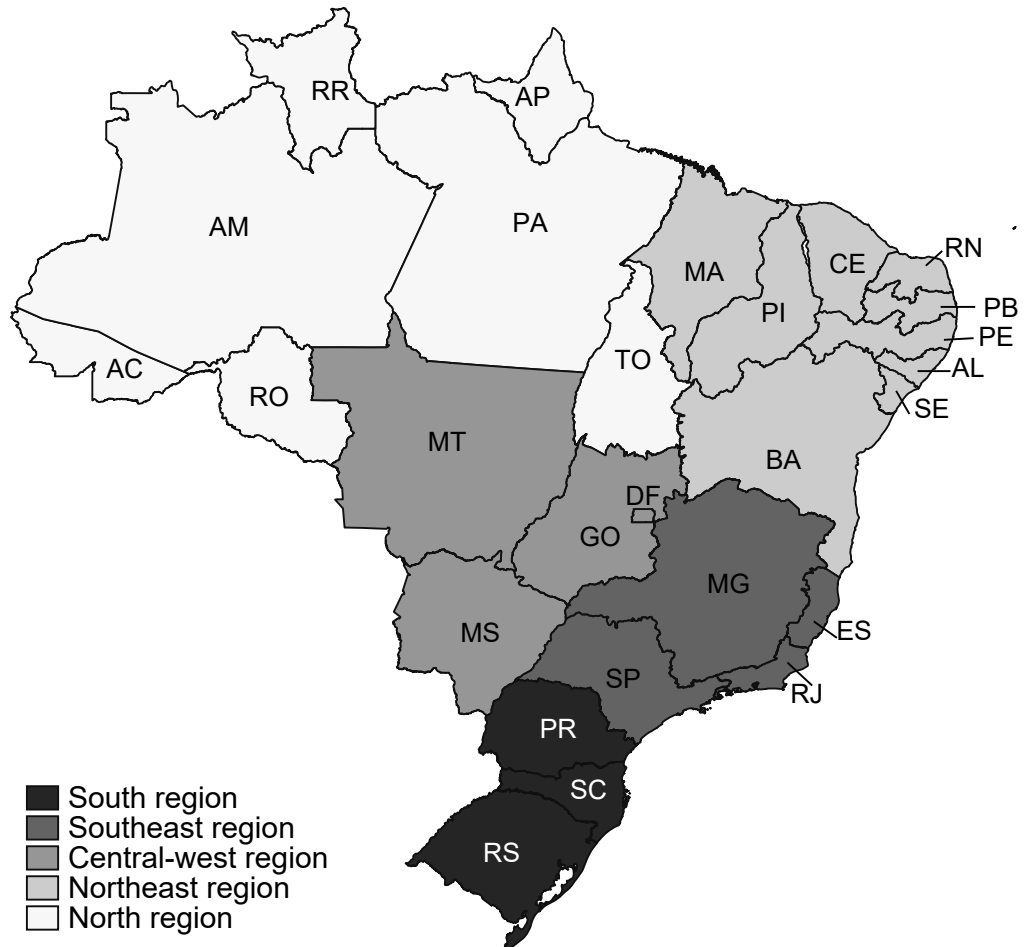 RR
AP
AM
PA
MA
CE
RN
PI
PB
PE
TO
AC
AL
RO
SE
MT
BA
DF
GO
MG
MS
ES
SP
RJ
PR
SC
RS
South region
Southeast region
Central-west region
Northeast region
North region